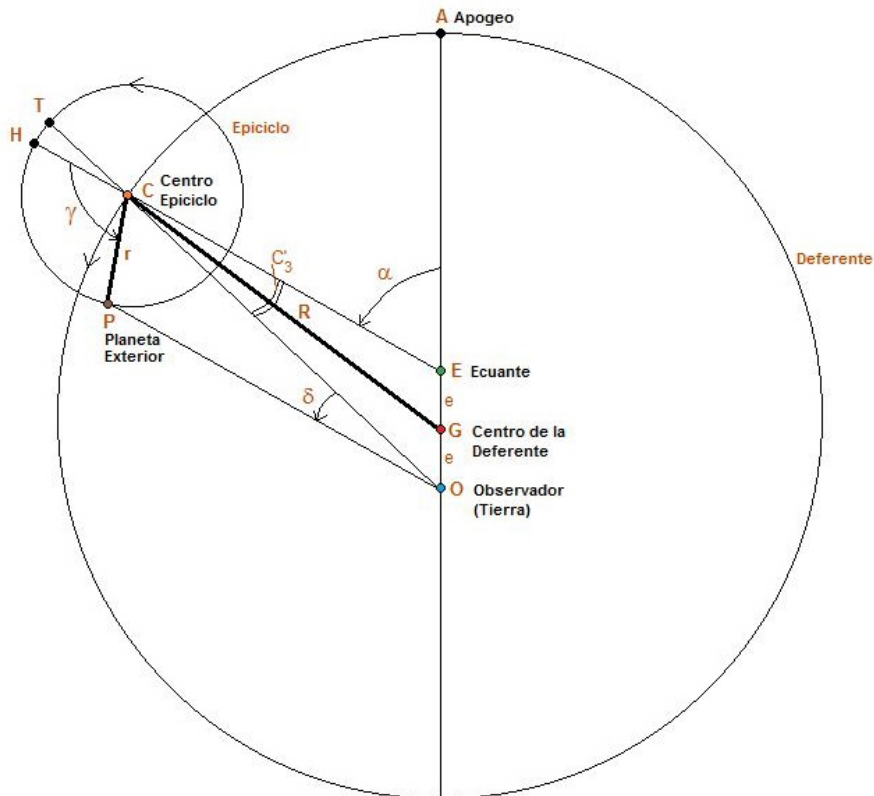 A Apogeo
T
H
Epiciclo
C Centro
Epiciclo
γ
r
C'3
α
Deferente
R
P
Planeta
Exterior
E Ecuante
e
δ
G Centro de la
Deferente
e
O Observador
(Tierra)